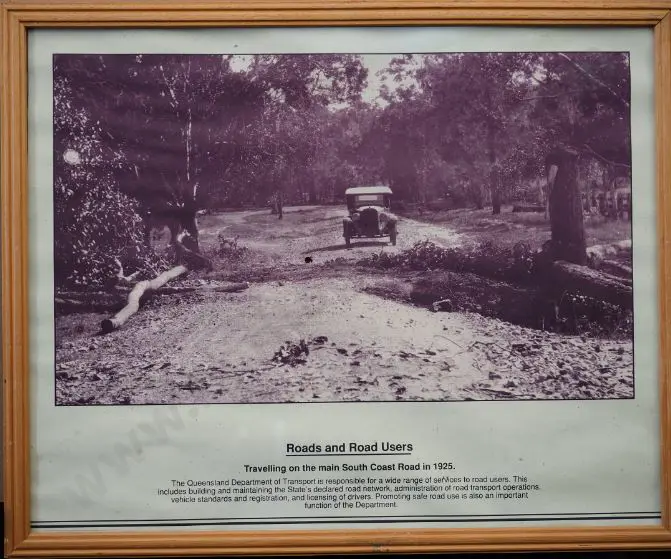 Roads and Road Users
Travelling on the main South Coast Road in 1925.
The Queensland Department of Transport is responsible for a wide range of services to road users. This
includes building and maintaining the State's declared road network, administration of road transport operations,
vehicle standards and registration, and licensing of drivers. Promoting safe road use is also an important
function of the Department.